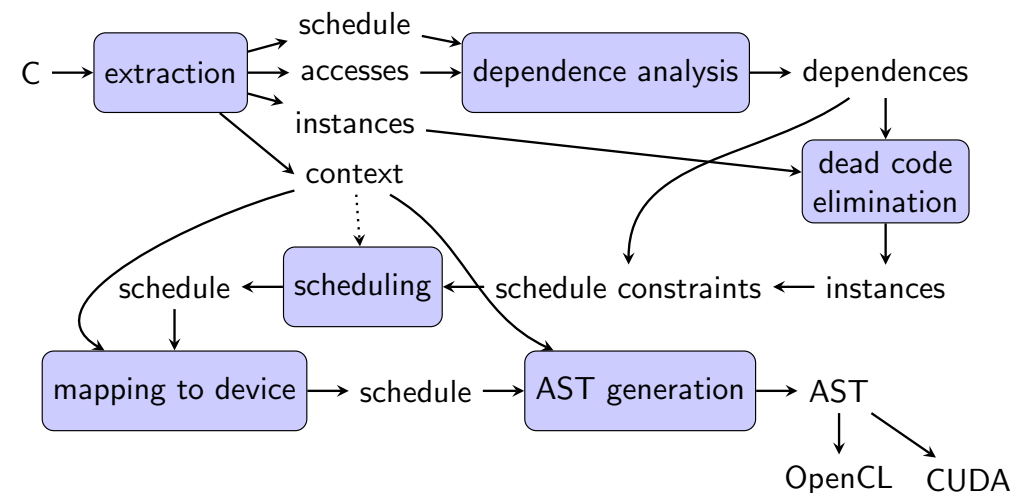 schedule
C
extraction
accesses
dependence analysis
dependences
instances
dead code
elimination
context
schedule
scheduling
schedule constraints
instances
mapping to device
schedule
AST generation
AST
OpenCL
CUDA